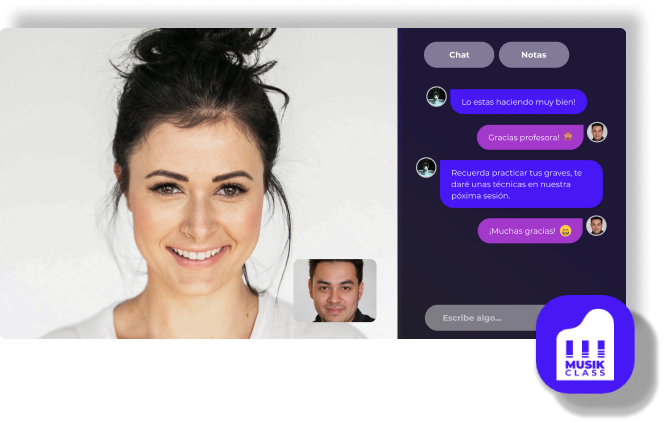 Chat
Notas
Lo estas haciendo muy bien!
Gracias profesora!
Recuerda practicar tus graves, te
daré unas técnicas en nuestra
póxima sesión.
¡Muchas gracias! 😄
Escribe algo...
MUSIK
CLASS